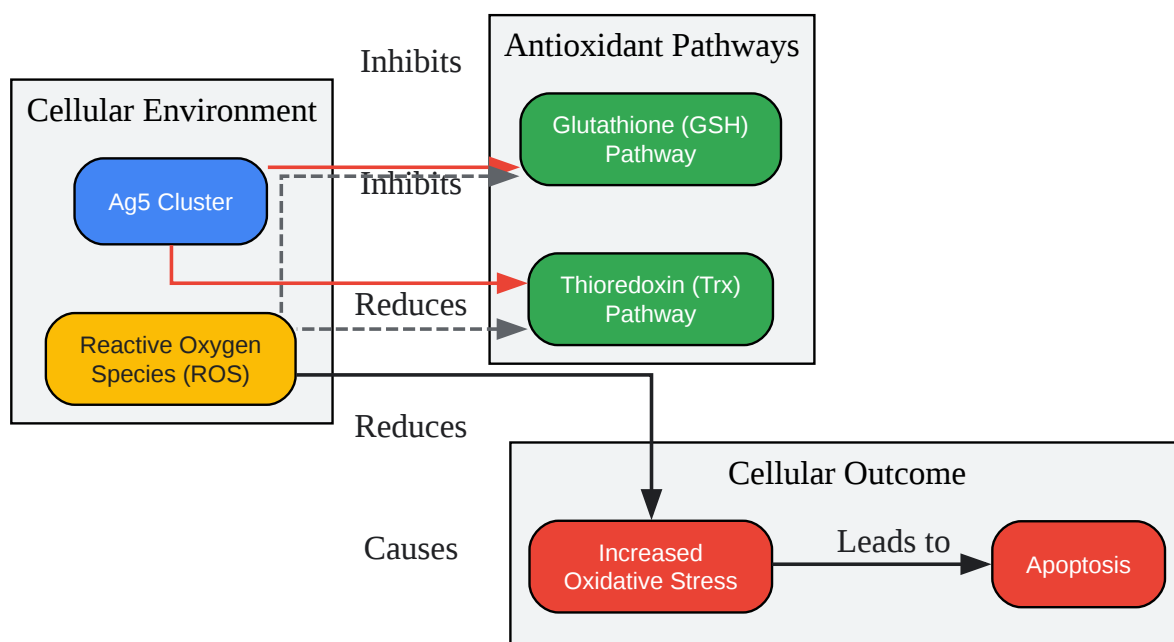 Cellular Environment
Ag5 Cluster
Reactive Oxygen
Species (ROS)
Inhibits
Inhibits
Reduces
Reduces
Causes
Antioxidant Pathways
Glutathione (GSH)
Pathway
Thioredoxin (Trx)
Pathway
Cellular Outcome
Increased
Oxidative Stress
Leads to
Apoptosis